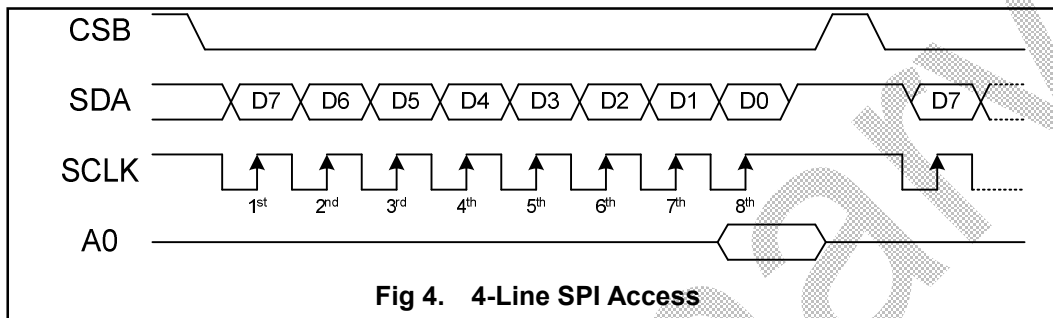 CSB
SDA D7 D6 D5 D4 D3 D2 D1 D0 D7
SCLK
1st 2nd 3rd 4th 5th 6th 7th 8th
A0
Fig 4. 4-Line SPI Access